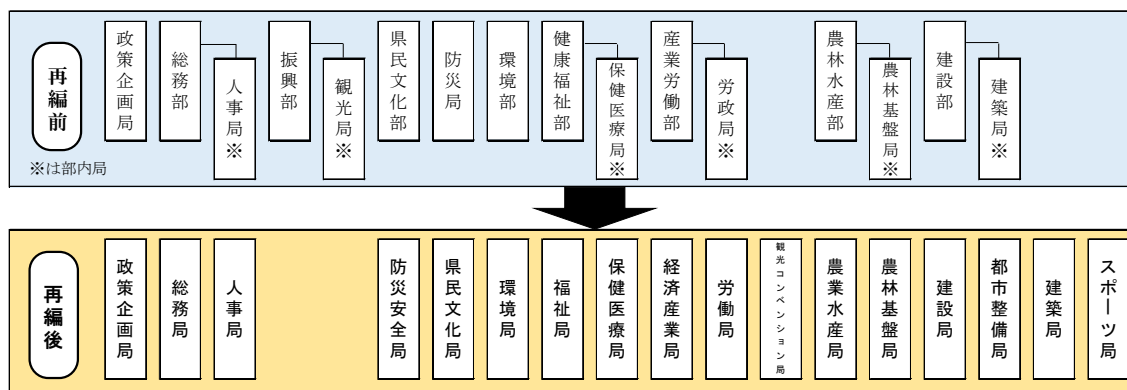 再編前
※は部内局
政策企画局
総務部
人事局※
振興部
観光局※
県民文化部
防災局
環境部
健康福祉部
保健医療局※
産業労働部
労政局※
農林水産部
農林基盤局※
建設部
建築局※
再編後
政策企画局
総務局
人事局
防災安全局
県民文化局
環境局
福祉局
保健医療局
経済産業局
労働局
観光コンベンション局
農業水産局
農林基盤局
建設局
都市整備局
建築局
スポーツ局